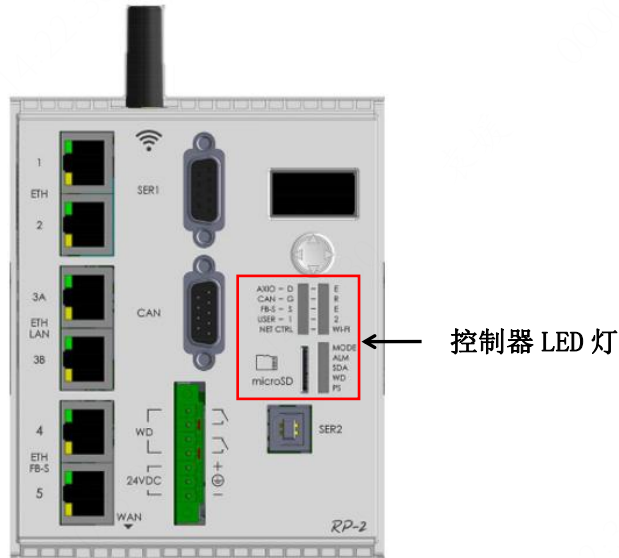 1
ETH
2
SER1
3A
ETH
LAN
3B
CAN
AXIO – D – E
CAN – G – R
FB-S – S – E
USER – 1 – 2
NET CTRL – WI-FI
MODE
ALM
SDA
WD
PS
microSD
控制器 LED 灯
4
ETH
FB-S
5
WD
24VDC
+
–
WAN
SER2
RP-2